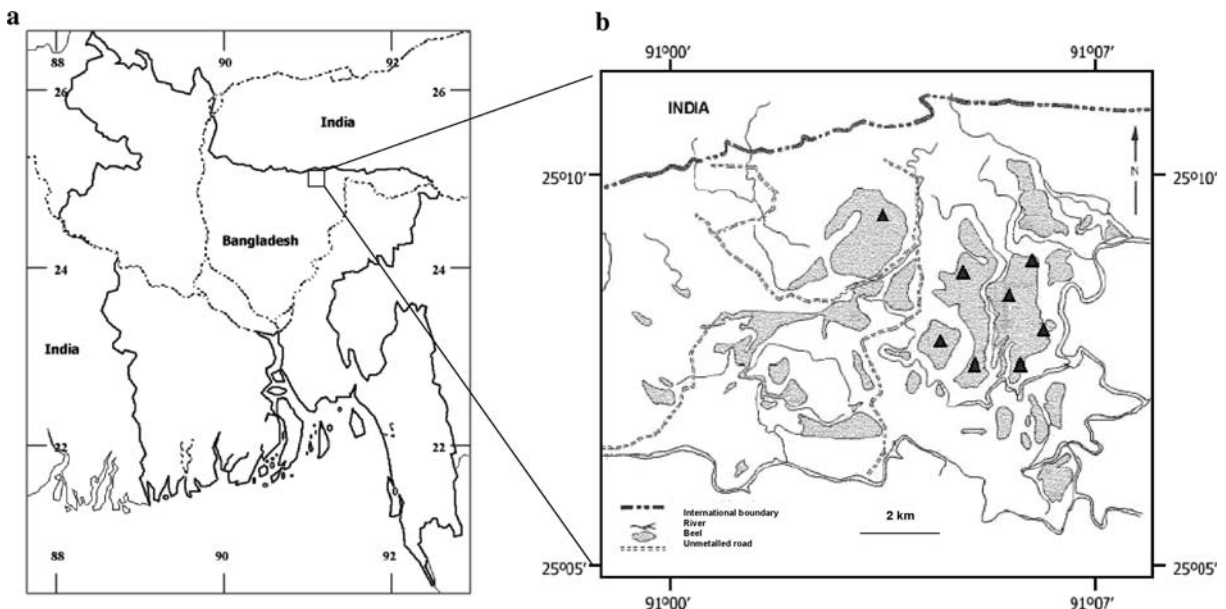 a
88
90
92
26
26
India
Bangladesh
24
24
India
22
22
88
90
92
b
91º00′
91º07′
INDIA
N
25º10′
25º10′
International boundary
River
Beel
Unmetalled road
2 km
25º05′
25º05′
91º00′
91º07′